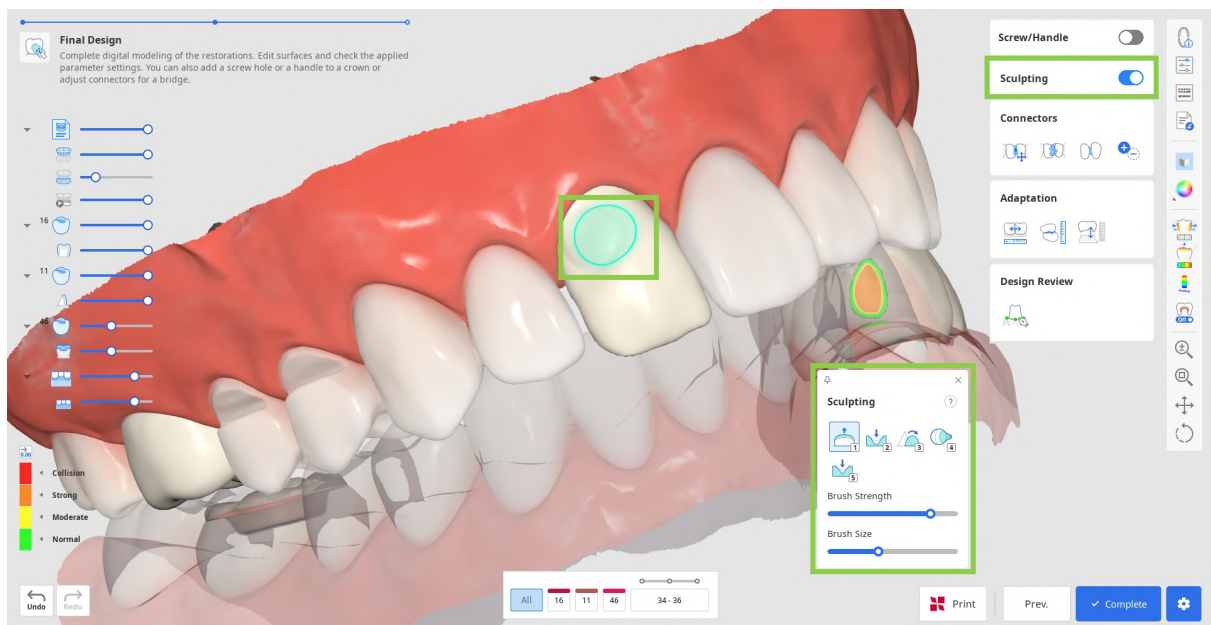 Final Design
Complete digital modeling of the restorations. Edit surfaces and check the applied
parameter settings. You can also add a screw hole or a handle to a crown or
adjust connectors for a bridge.
16
11
46
0.00
Collision
Strong
Moderate
Normal
Undo
Redo
All
16
11
46
34 - 36
Screw/Handle
Sculpting
Connectors
Adaptation
Design Review
Sculpting
?
1
2
3
4
5
Brush Strength
Brush Size
Print
Prev.
Complete
ON